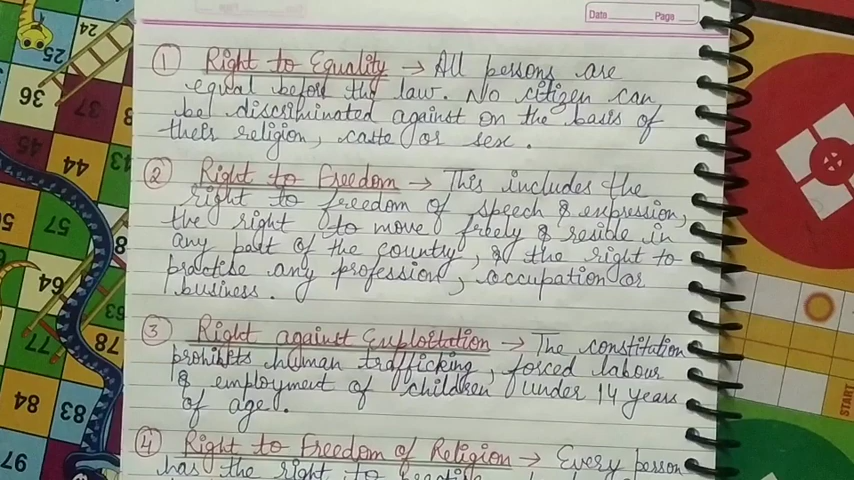 Date ______ Page ______
① Right to Equality → All persons are
equal before the law. No citizen can
be discriminated against on the basis of
their religion, caste or sex.
② Right to Freedom → This includes the
right to freedom of speech & expression,
the right to move freely & reside in
any part of the country, & the right to
practise any profession, occupation or
business.
③ Right against Exploitation → The constitution
prohibits human trafficking, forced labour
& employment of children under 14 years
of age.
④ Right to Freedom of Religion → Every person
has the right to
24
25
36
37
45
44
43
57
56
64
63
77
78
84
83
97
START